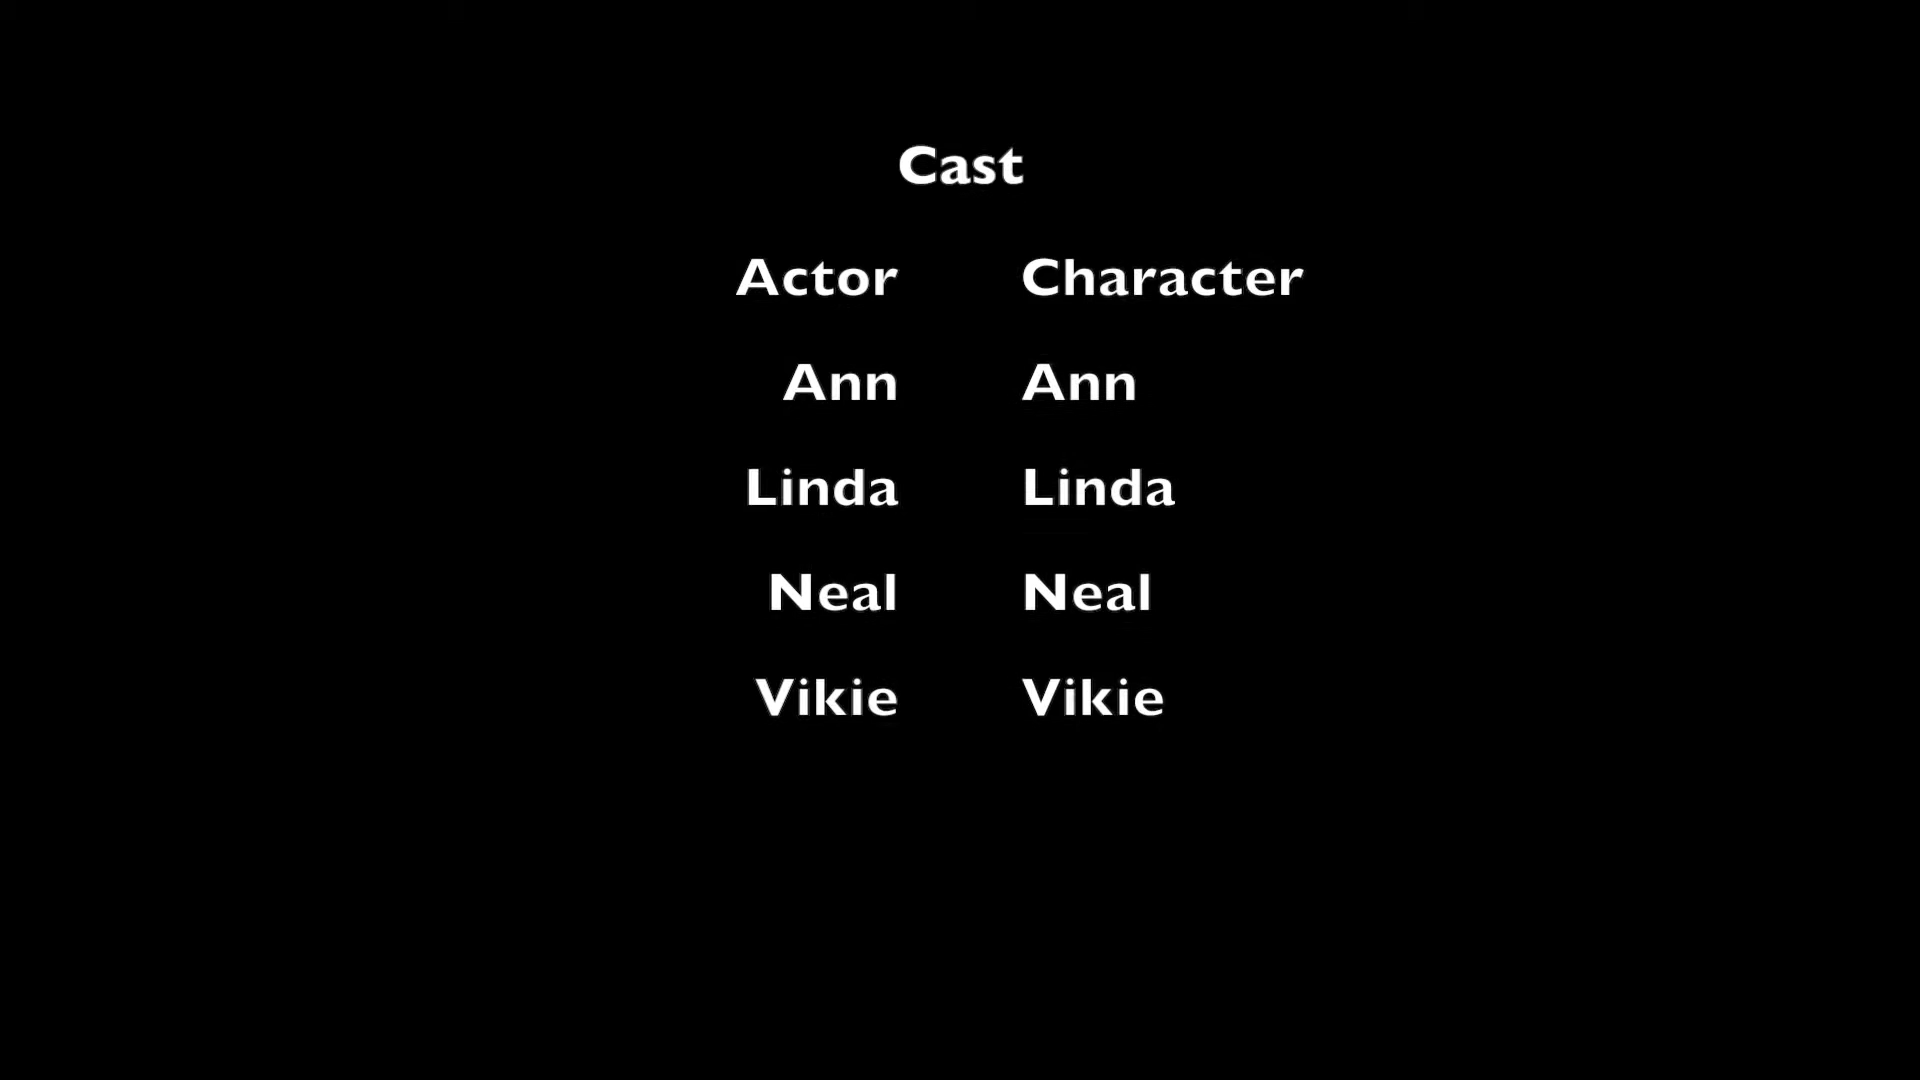 Cast
Actor Character
Ann Ann
Linda Linda
Neal Neal
Vikie Vikie